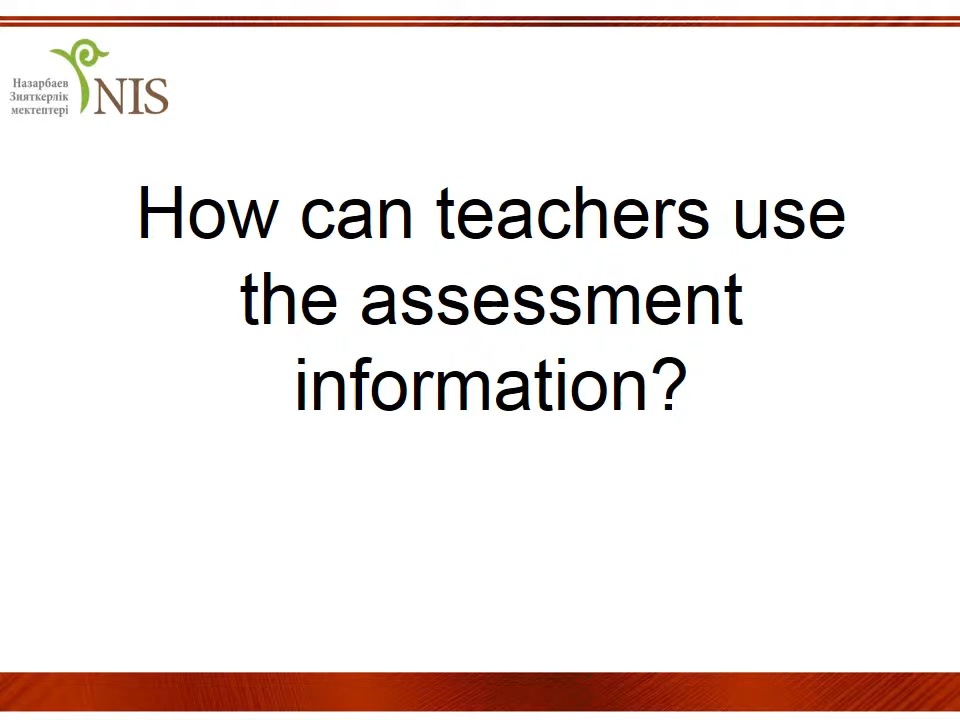 Назарбаев
Зияткерлік
мектептері
NIS
How can teachers use
the assessment
information?